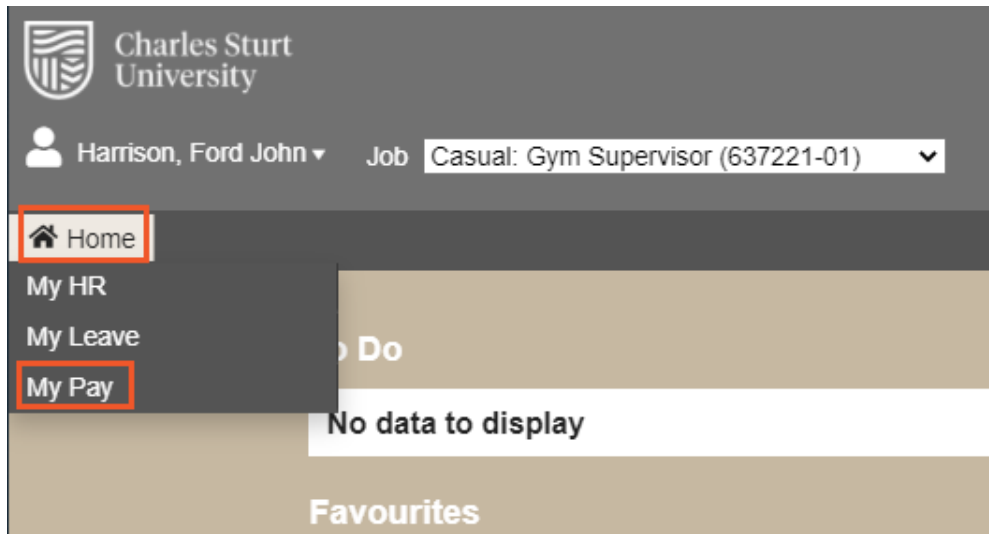 Charles Sturt
University
Harrison, Ford John Job Casual: Gym Supervisor (637221-01)
Home
My HR
My Leave
Do
My Pay
No data to display
Favourites